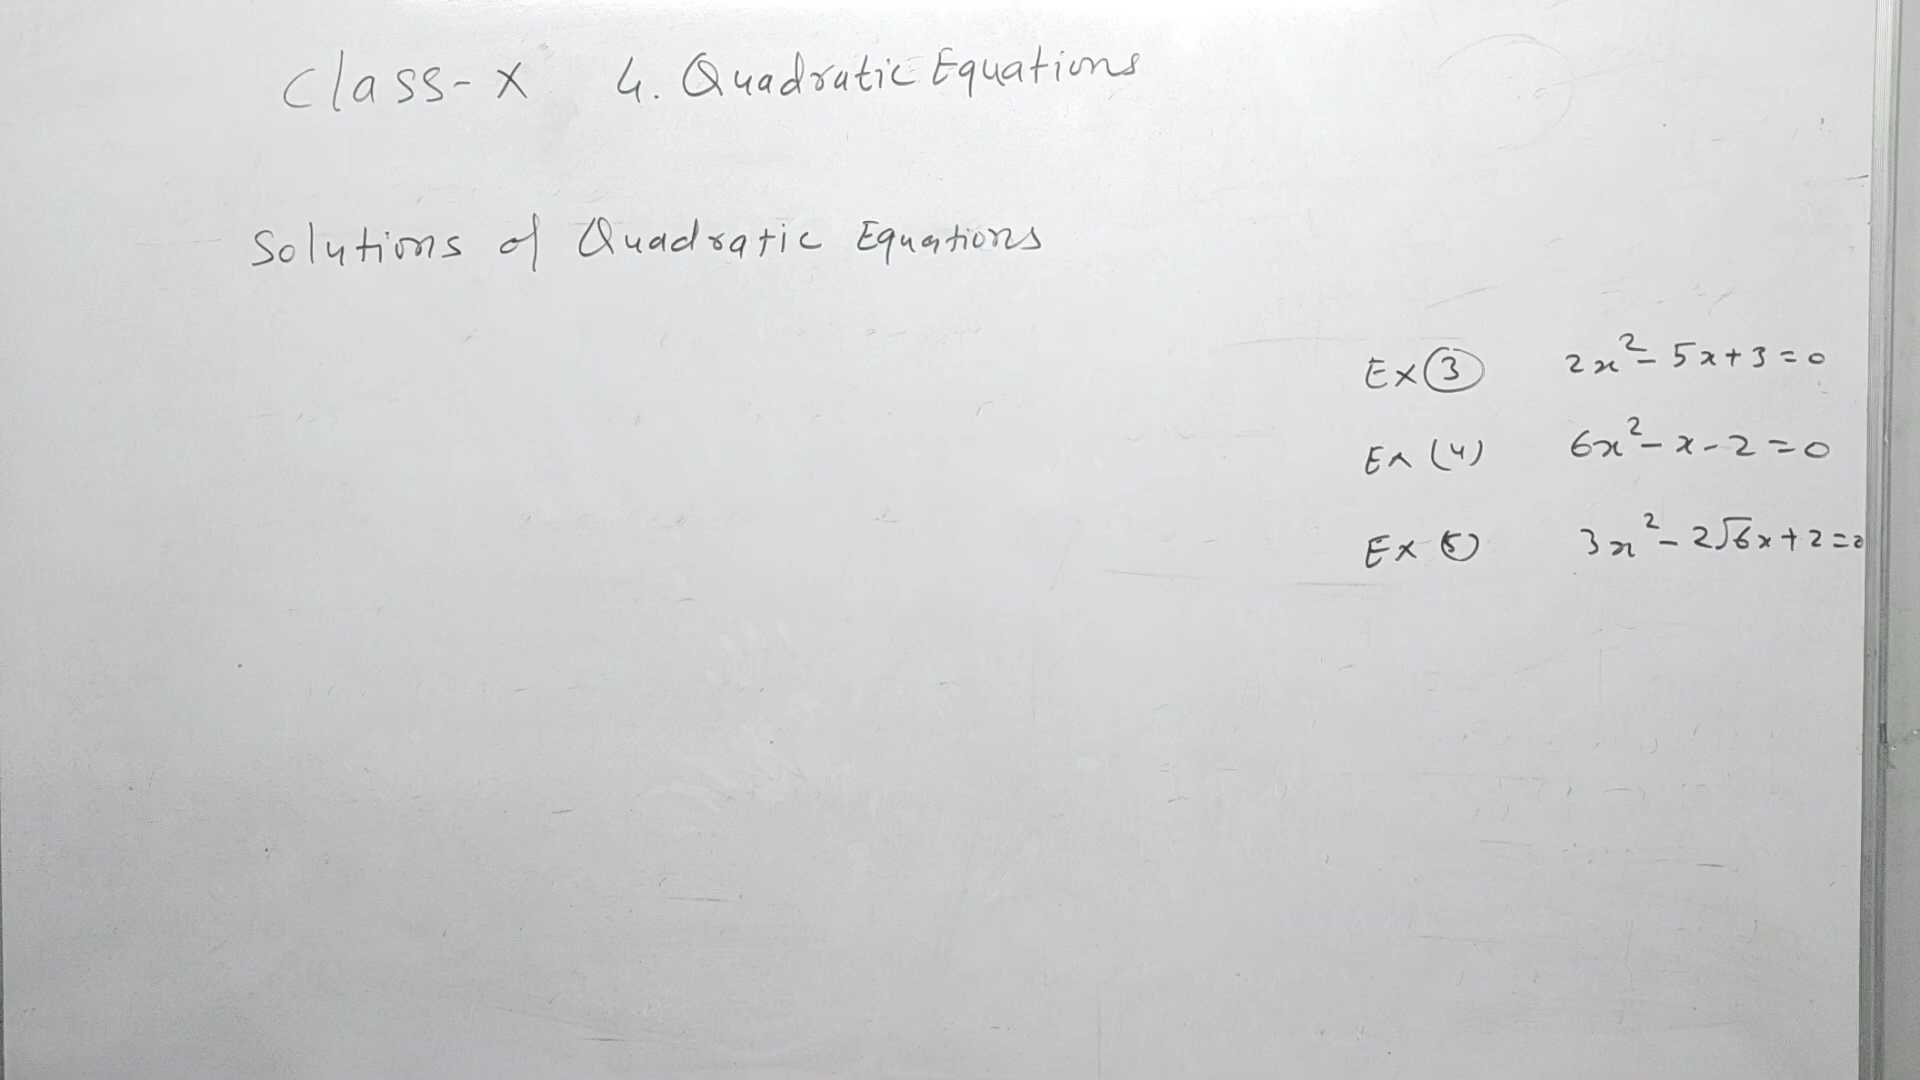 Class-X 4. Quadratic Equations
Solutions of Quadratic Equations
Ex ③ 2x²-5x+3=0
Ex (4) 6x²-x-2=0
Ex (5) 3x²-2√6x+2=0